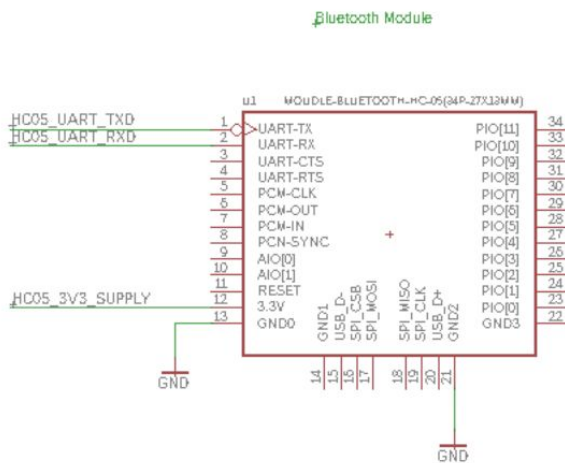 Bluetooth Module
u1 MOUDLE-BLUETOOTH-HC-05(34P-27X13MM)
HC05_UART_TXD
HC05_UART_RXD
HC05_3V3_SUPPLY
1 UART-TX
2 UART-RX
3 UART-CTS
4 UART-RTS
5 PCM-CLK
6 PCM-OUT
7 PCM-IN
8 PCN-SYNC
9 AIO[0]
10 AIO[1]
11 RESET
12 3.3V
13 GND0
GND
14 GND1
15 USB_D-
16 SPI_CSB
17 SPI_MOSI
18 SPI_MISO
19 SPI_CLK
20 USB_D+
21 GND2
GND
PIO[11] 34
PIO[10] 33
PIO[9] 32
PIO[8] 31
PIO[7] 30
PIO[6] 29
PIO[5] 28
PIO[4] 27
PIO[3] 26
PIO[2] 25
PIO[1] 24
PIO[0] 23
GND3 22